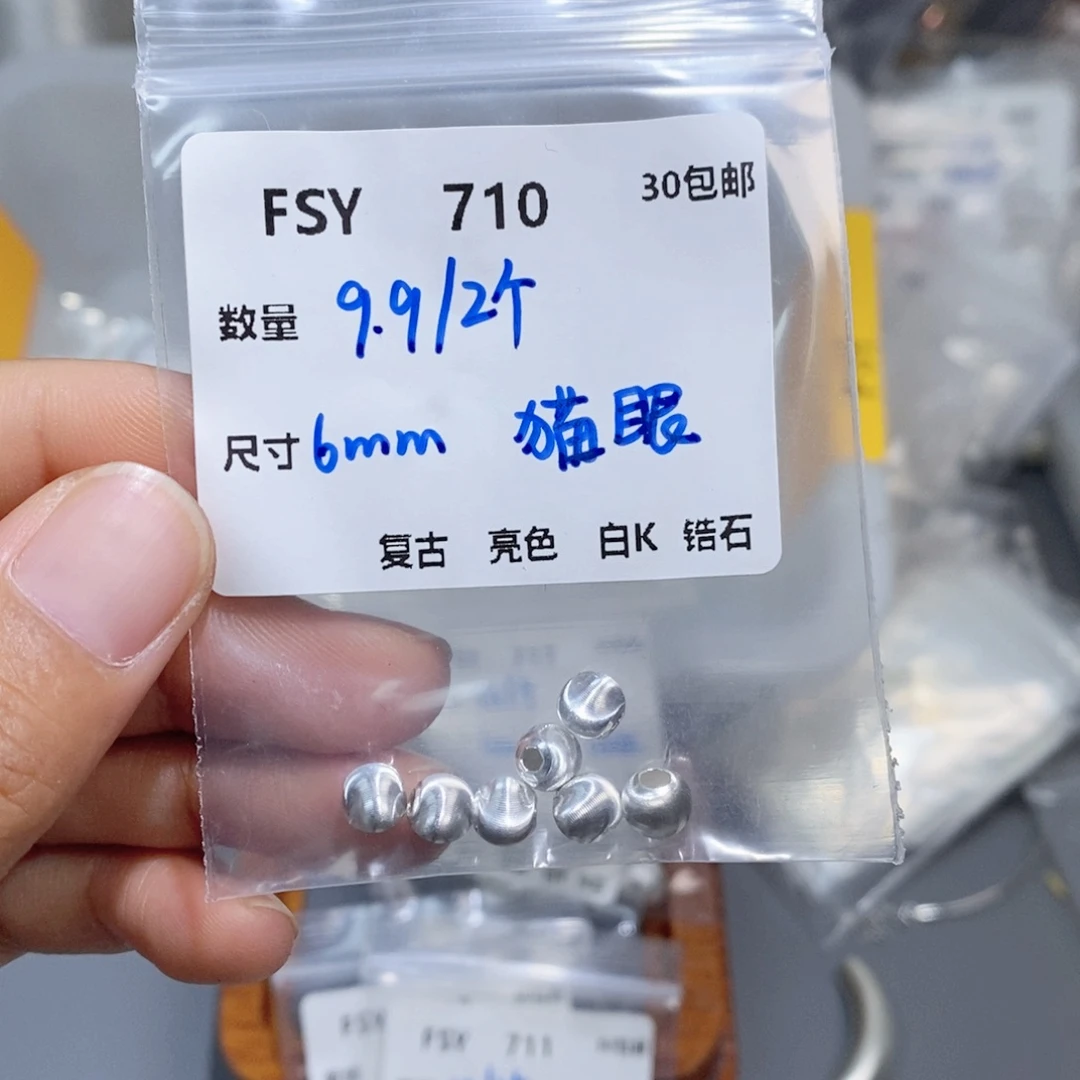 FSY 710 30包邮
数量 9.9/2个
尺寸 6mm 猫眼
复古 亮色 白K 锆石
FSY 711